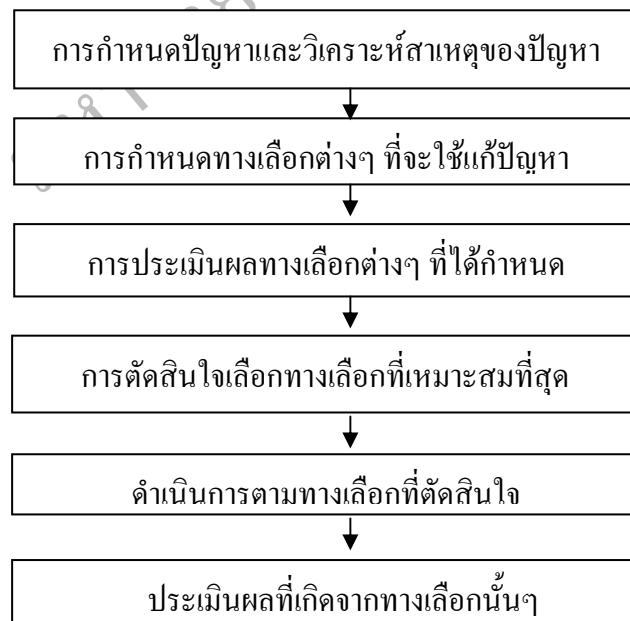 การกำหนดปัญหาและวิเคราะห์สาเหตุของปัญหา
การกำหนดทางเลือกต่างๆ ที่จะใช้แก้ปัญหา
การประเมินผลทางเลือกต่างๆ ที่ได้กำหนด
การตัดสินใจเลือกทางเลือกที่เหมาะสมที่สุด
ดำเนินการตามทางเลือกที่ตัดสินใจ
ประเมินผลที่เกิดจากทางเลือกนั้นๆ